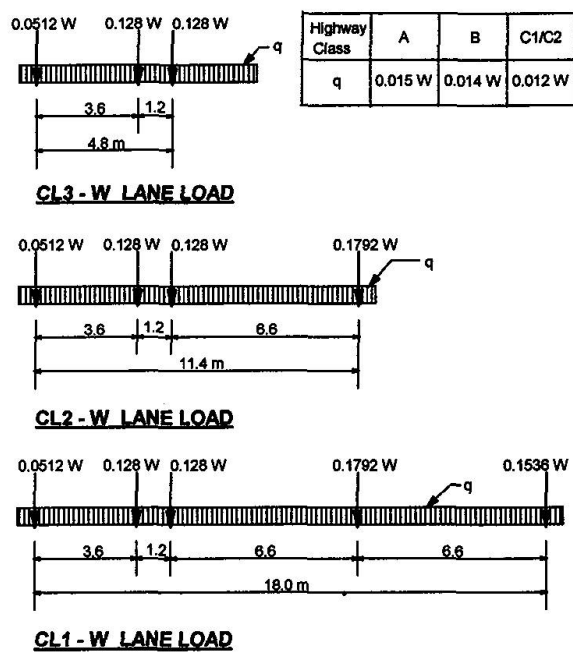 0.0512 W 0.128 W 0.128 W
q
3.6 1.2
4.8 m
CL3 - W LANE LOAD
Highway Class A B C1/C2
q 0.015 W 0.014 W 0.012 W
0.0512 W 0.128 W 0.128 W 0.1792 W
q
3.6 1.2 6.6
11.4 m
CL2 - W LANE LOAD
0.0512 W 0.128 W 0.128 W 0.1792 W 0.1536 W
q
3.6 1.2 6.6 6.6
18.0 m
CL1 - W LANE LOAD